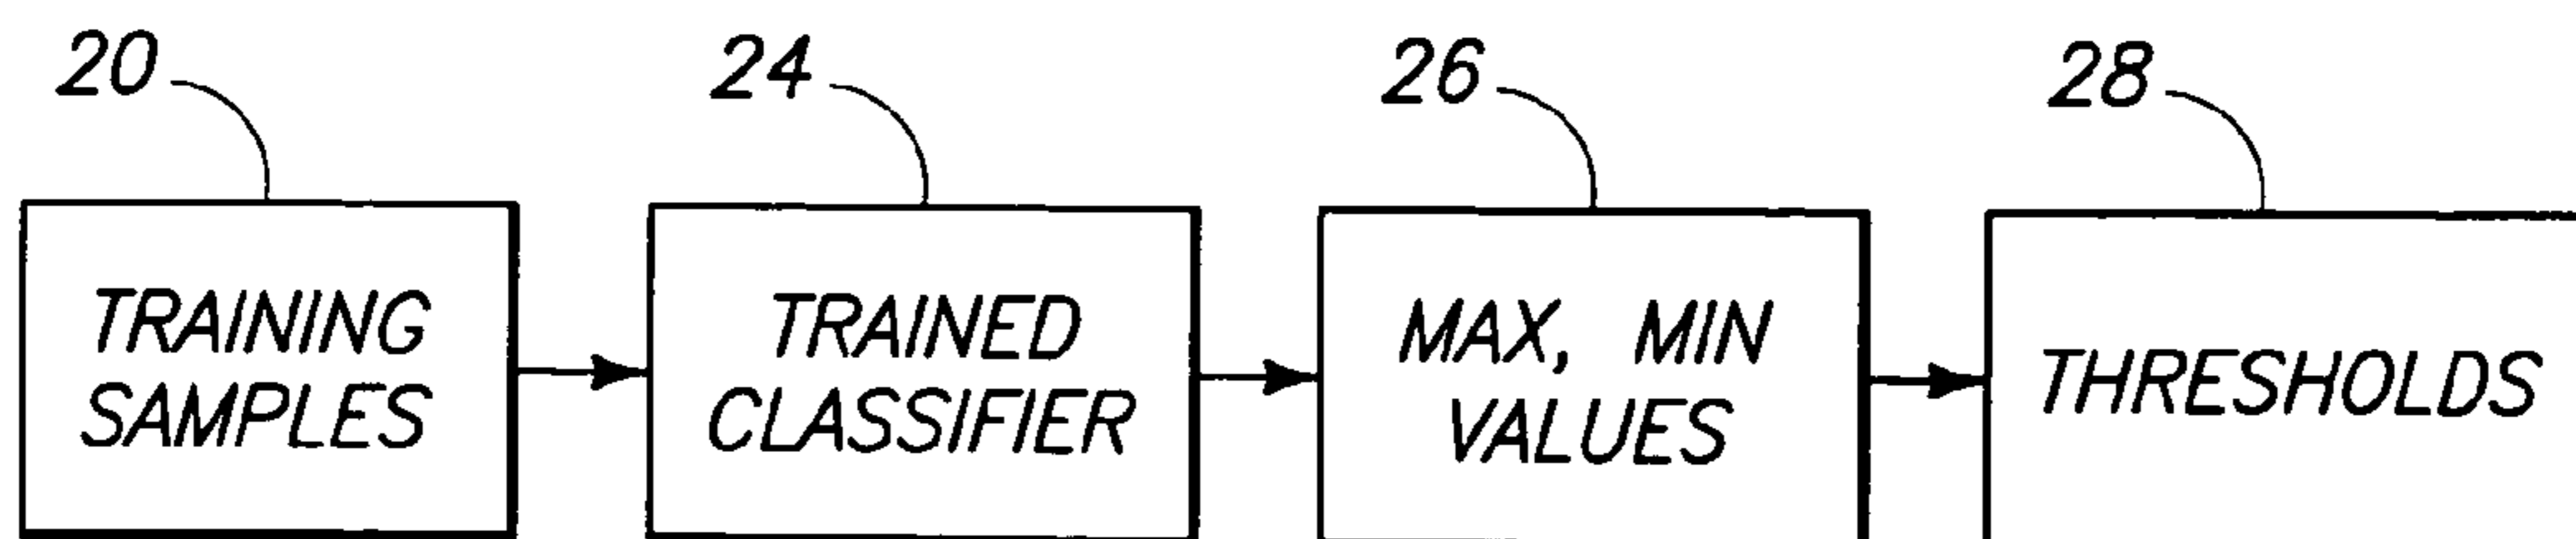 20
24
26
28
TRAINING
SAMPLES
TRAINED
CLASSIFIER
MAX, MIN
VALUES
THRESHOLDS